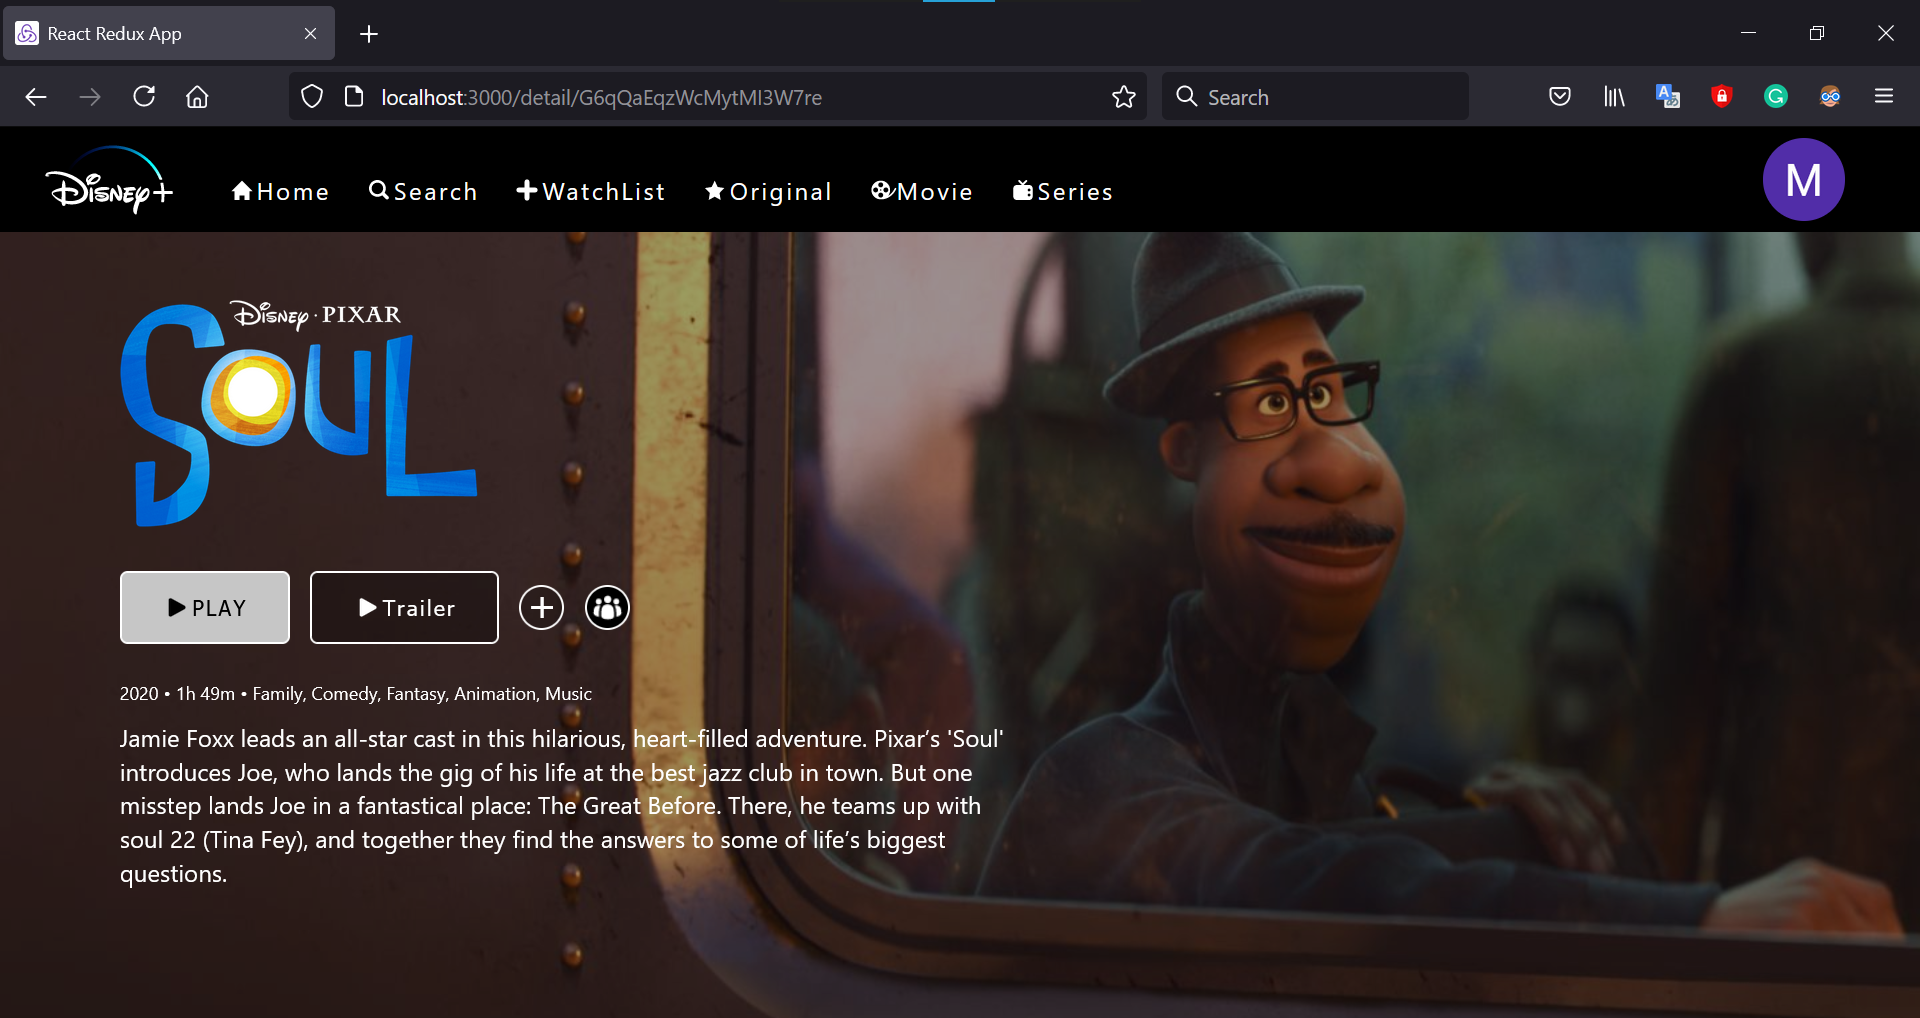 React Redux App
localhost:3000/detail/G6qQaEqzWcMytMI3W7re
Search
Disney+
Home Search WatchList Original Movie Series
M
Disney · PIXAR
SOUL
PLAY Trailer
2020 • 1h 49m • Family, Comedy, Fantasy, Animation, Music
Jamie Foxx leads an all-star cast in this hilarious, heart-filled adventure. Pixar’s 'Soul'
introduces Joe, who lands the gig of his life at the best jazz club in town. But one
misstep lands Joe in a fantastical place: The Great Before. There, he teams up with
soul 22 (Tina Fey), and together they find the answers to some of life’s biggest
questions.